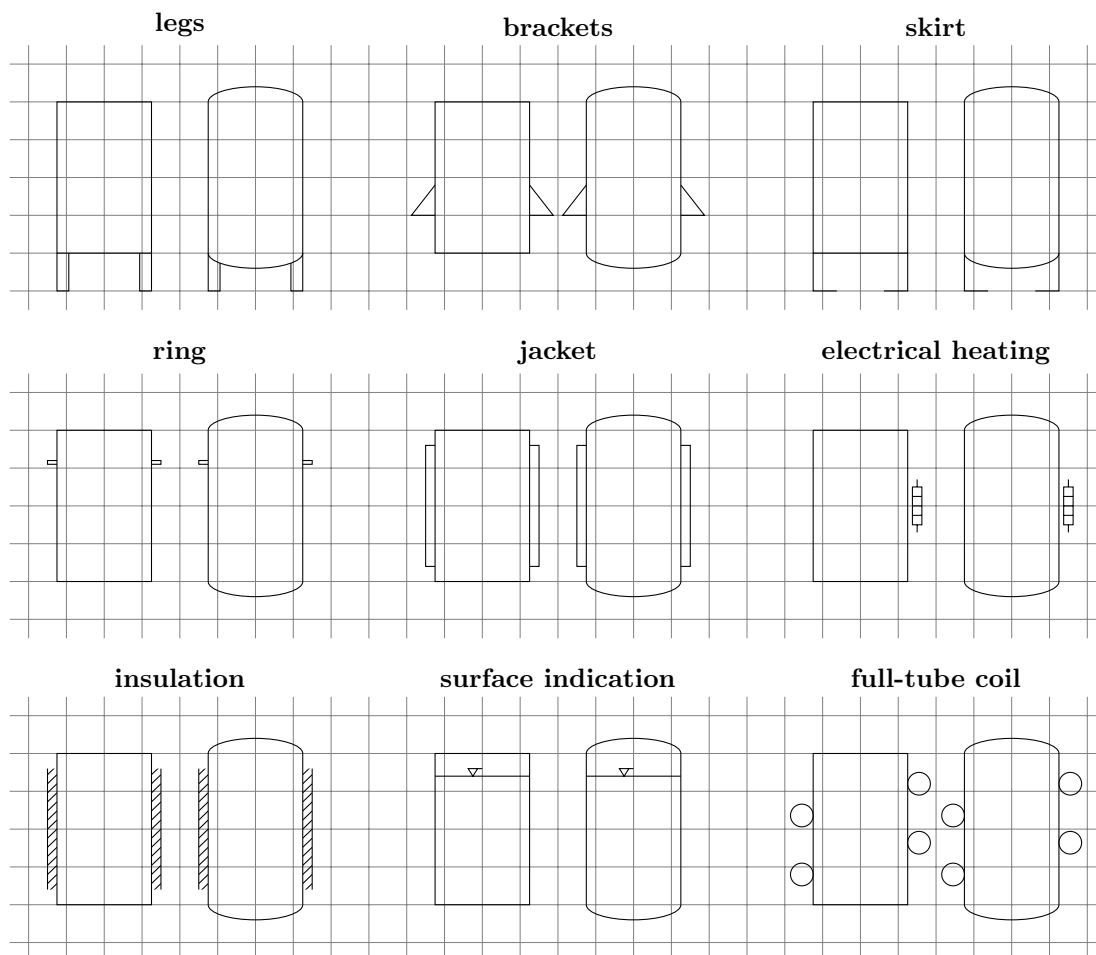 legs
brackets
skirt
ring
jacket
electrical heating
insulation
surface indication
full-tube coil